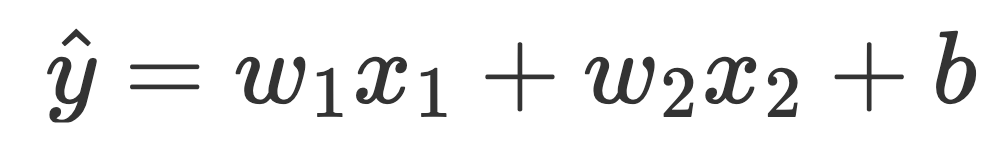 ŷ = w₁x₁ + w₂x₂ + b